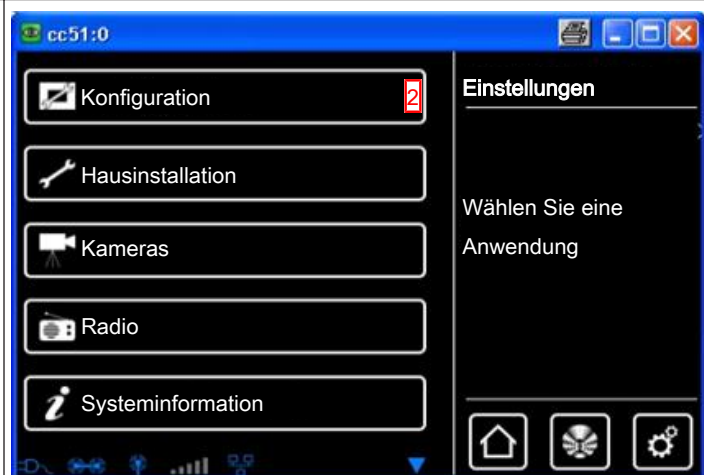 cc51:0
Konfiguration 2
Hausinstallation
Kameras
Radio
Systeminformation
Einstellungen
Wählen Sie eine
Anwendung